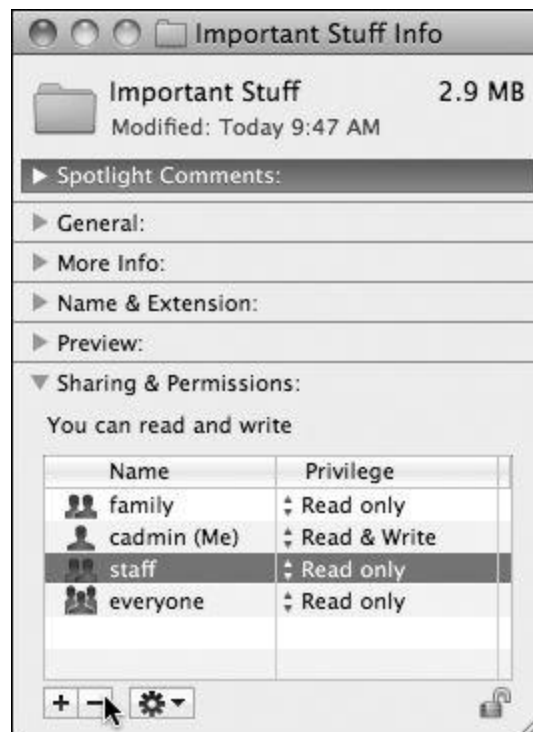 Important Stuff Info
Important Stuff 2.9 MB
Modified: Today 9:47 AM
Spotlight Comments:
General:
More Info:
Name & Extension:
Preview:
Sharing & Permissions:
You can read and write
Name Privilege
family Read only
cadmin (Me) Read & Write
staff Read only
everyone Read only